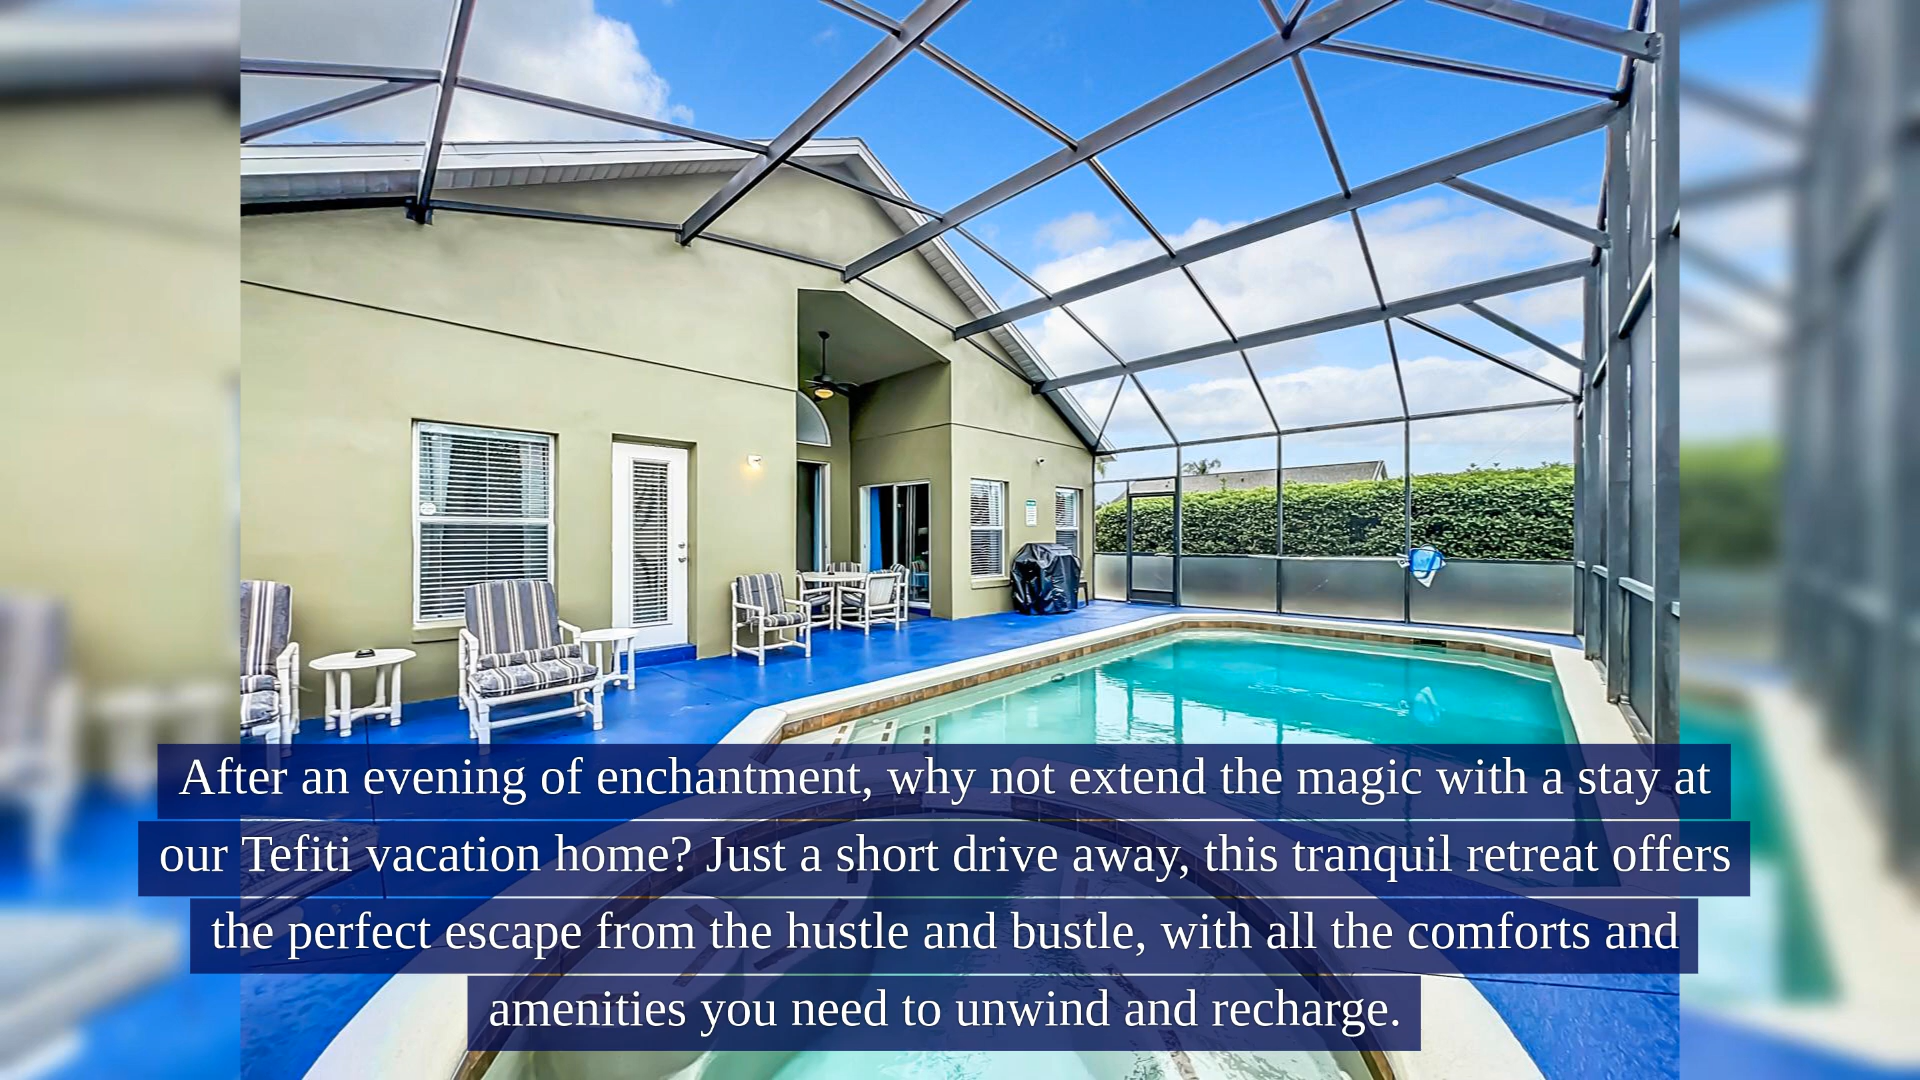 After an evening of enchantment, why not extend the magic with a stay at
our Tefiti vacation home? Just a short drive away, this tranquil retreat offers
the perfect escape from the hustle and bustle, with all the comforts and
amenities you need to unwind and recharge.